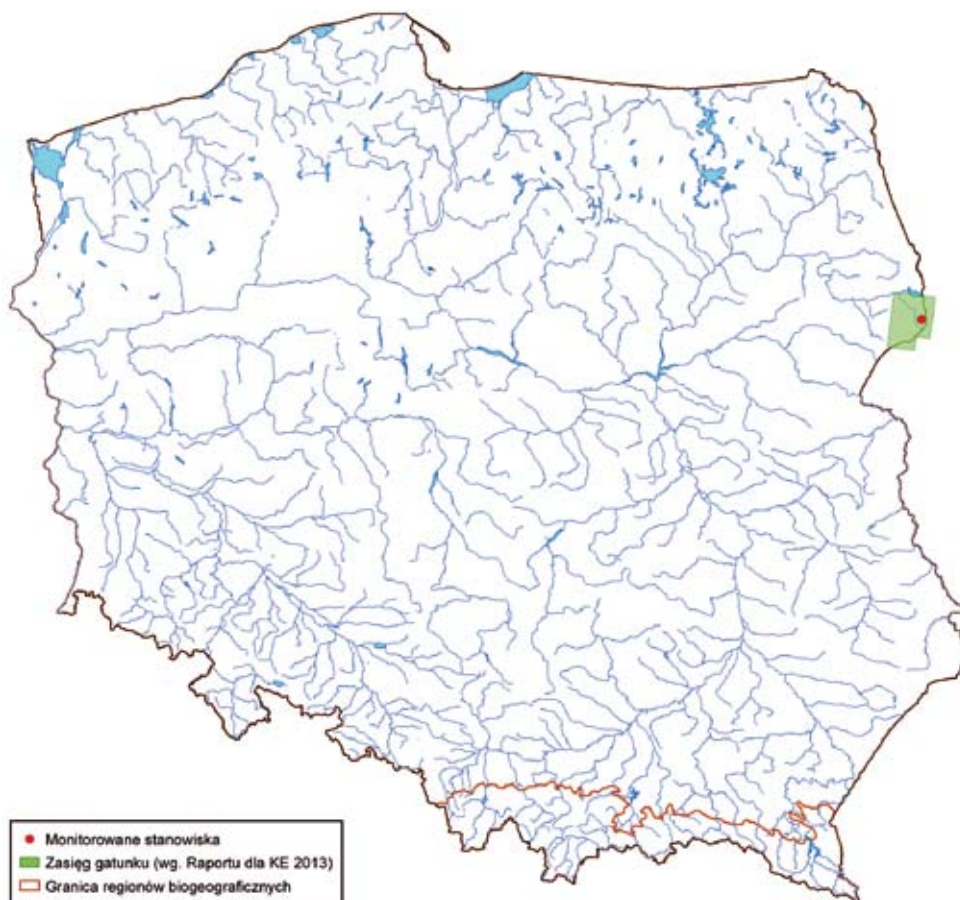 Monitorowane stanowiska
Zasięg gatunku (wg. Raportu dla KE 2013)
Granica regionów biogeograficznych